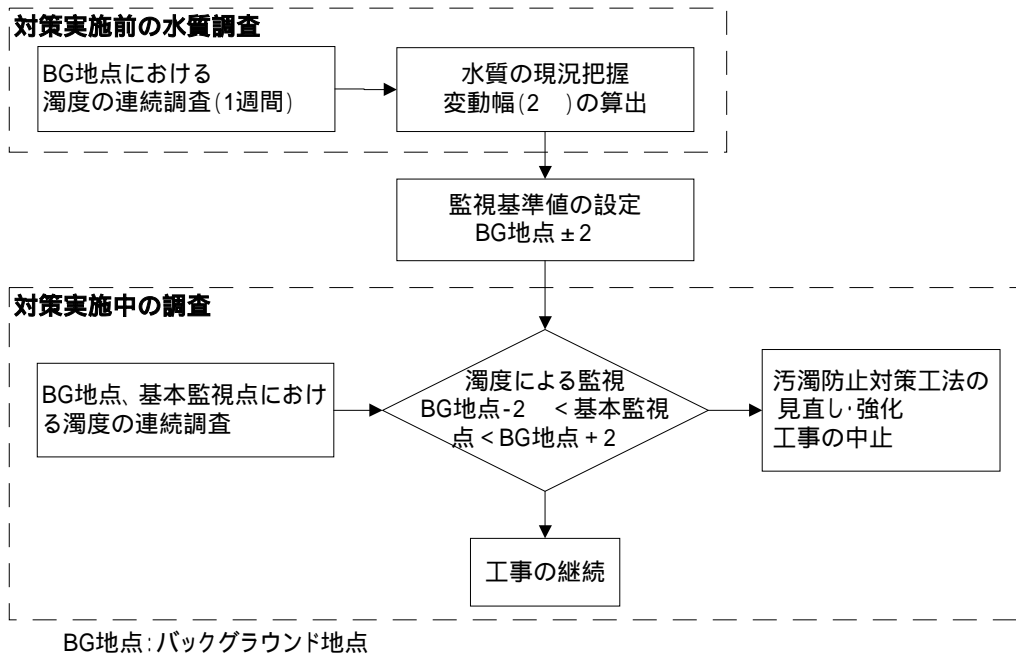 対策実施前の水質調査
BG地点における
濁度の連続調査(1週間)
水質の現況把握
変動幅(2　)の算出
監視基準値の設定
BG地点±2
対策実施中の調査
BG地点、基本監視点におけ
る濁度の連続調査
濁度による監視
BG地点-2　<基本監視
点<BG地点+2
汚濁防止対策工法の
見直し・強化
工事の中止
工事の継続
BG地点:バックグラウンド地点